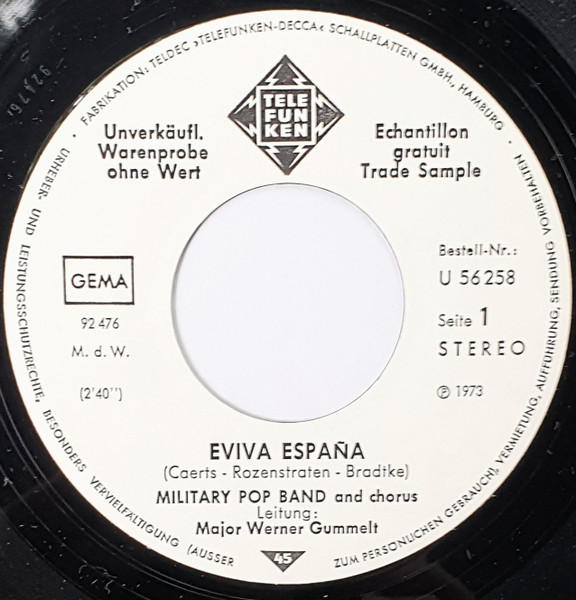 FABRIKATION: TELDEC »TELEFUNKEN-DECCA« SCHALLPLATTEN GMBH., HAMBURG · URHEBER- UND LEISTUNGSSCHUTZRECHTE, BESONDERS VERVIELFÄLTIGUNG (AUSSER ZUM PERSÖNLICHEN GEBRAUCH), VERMIETUNG, AUFFÜHRUNG, SENDUNG VORBEHALTEN ·
TELE
FUN
KEN
Unverkäufl.
Warenprobe
ohne Wert
Echantillon
gratuit
Trade Sample
GEMA
92 476
M. d. W.
(2'40'')
Bestell-Nr.:
U 56 258
Seite 1
STEREO
Ⓟ 1973
EVIVA ESPAÑA
(Caerts - Rozenstraten - Bradtke)
MILITARY POP BAND and chorus
Leitung:
Major Werner Gummelt
45